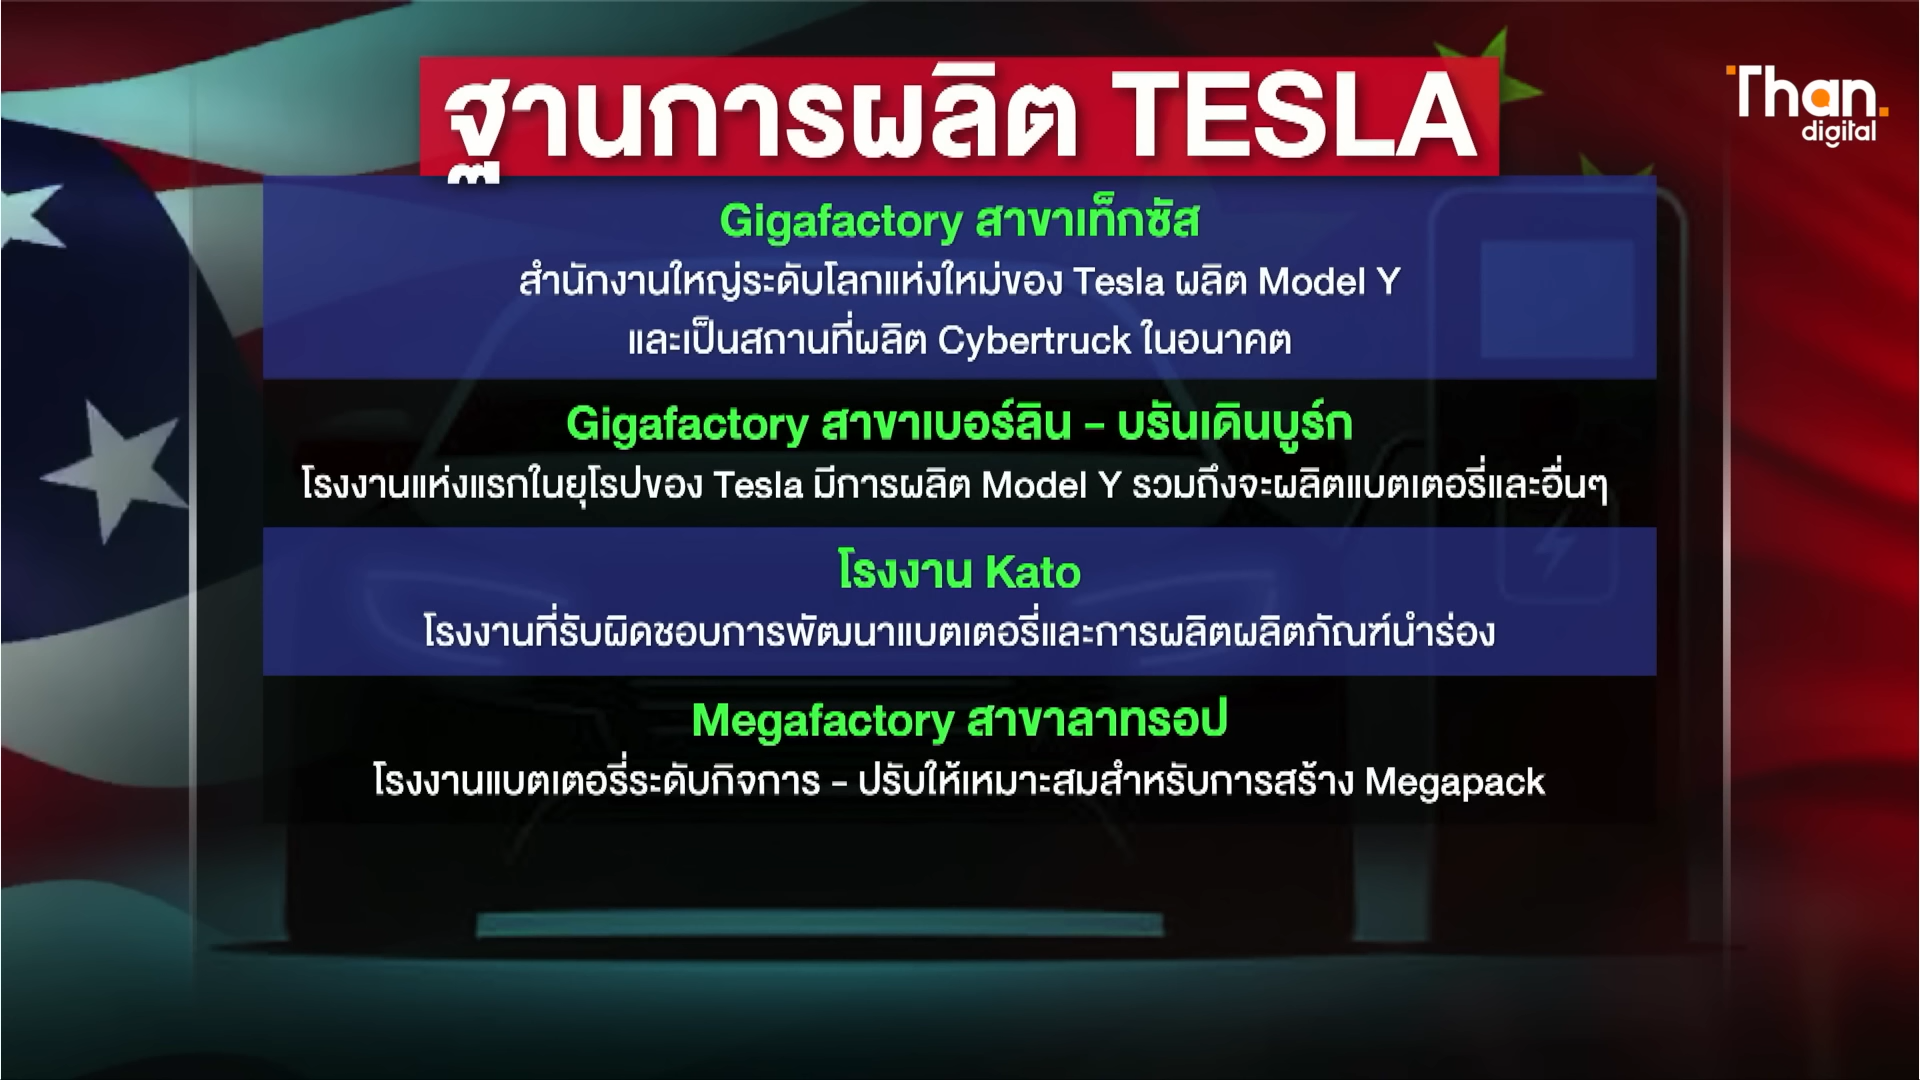 ฐานการผลิต TESLA
Than.
digital
Gigafactory สาขาเท็กซัส
สำนักงานใหญ่ระดับโลกแห่งใหม่ของ Tesla ผลิต Model Y
และเป็นสถานที่ผลิต Cybertruck ในอนาคต
Gigafactory สาขาเบอร์ลิน - บรันเดินบูร์ก
โรงงานแห่งแรกในยุโรปของ Tesla มีการผลิต Model Y รวมถึงจะผลิตแบตเตอรี่และอื่นๆ
โรงงาน Kato
โรงงานที่รับผิดชอบการพัฒนาแบตเตอรี่และการผลิตผลิตภัณฑ์นำร่อง
Megafactory สาขาลาทรอป
โรงงานแบตเตอรี่ระดับกิจการ - ปรับให้เหมาะสมสำหรับการสร้าง Megapack